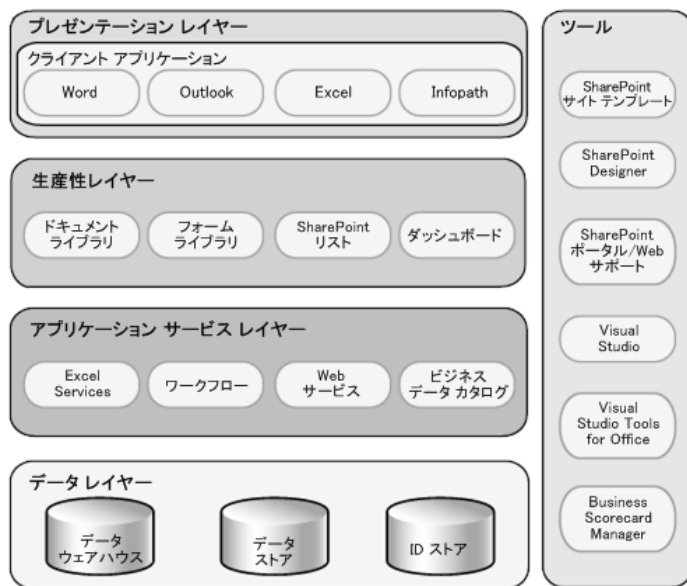 プレゼンテーション レイヤー
クライアント アプリケーション
Word
Outlook
Excel
Infopath
生産性レイヤー
ドキュメント
ライブラリ
フォーム
ライブラリ
SharePoint
リスト
ダッシュボード
アプリケーション サービス レイヤー
Excel
Services
ワークフロー
Web
サービス
ビジネス
データ カタログ
データ レイヤー
データ
ウェアハウス
データ
ストア
ID ストア
ツール
SharePoint
サイト テンプレート
SharePoint
Designer
SharePoint
ポータル/Web
サポート
Visual
Studio
Visual
Studio Tools
for Office
Business
Scorecard
Manager